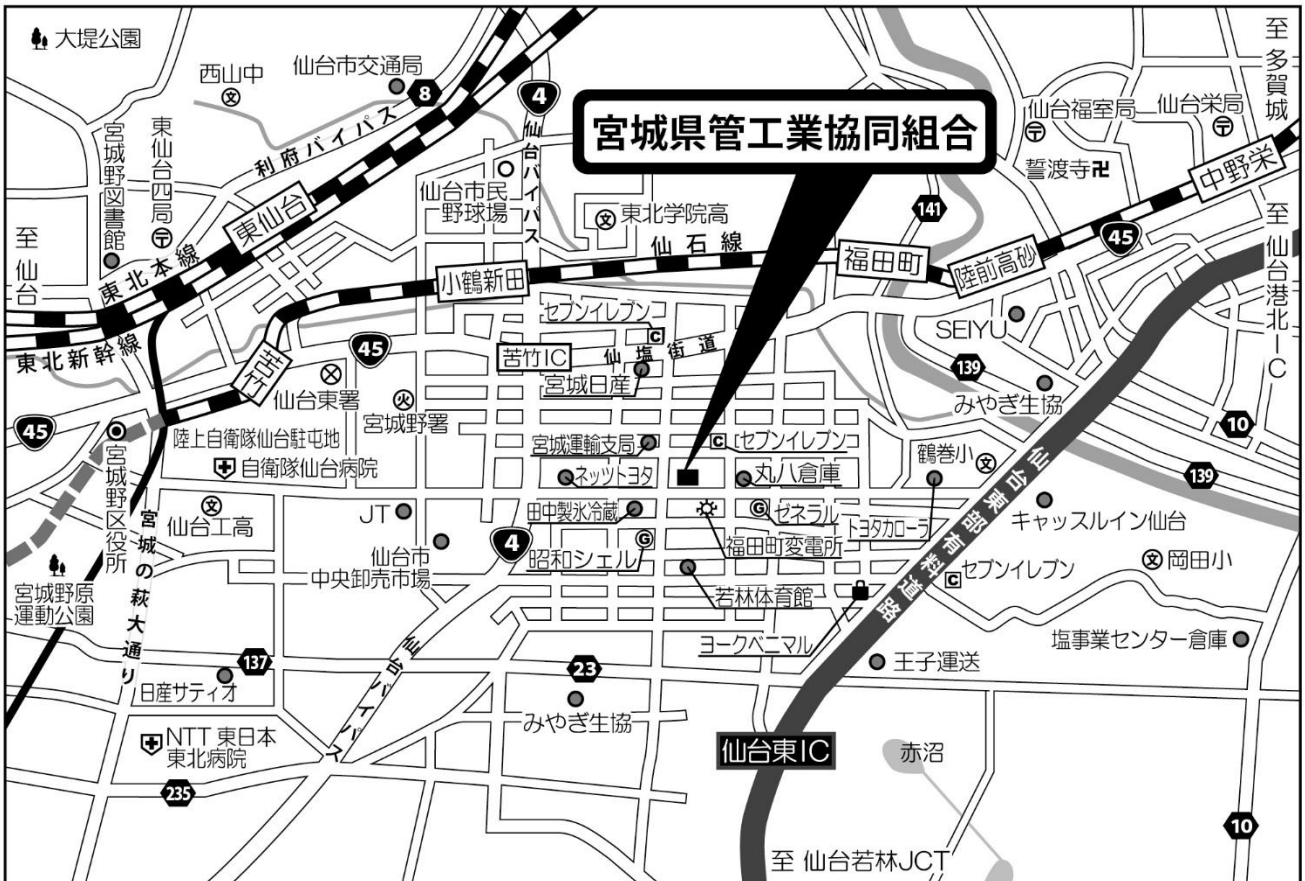 大堤公園
西山中
仙台市交通局
8
4
宮城県管工業協同組合
至多賀城
仙台福室局
仙台栄局
宮城野図書館
東仙台四局
利府バイパス
仙台バイパス
仙台市民
野球場
東北学院高
141
誓渡寺
中野栄
至仙台
東仙台
東北本線
仙石線
福田町
陸前高砂
45
至仙台港北IC
小鶴新田
東北新幹線
苦竹
45
セブンイレブン
苦竹IC
仙塩街道
SEIYU
139
宮城日産
みやぎ生協
仙台東署
宮城野署
45
陸上自衛隊仙台駐屯地
自衛隊仙台病院
宮城運輸支局
セブンイレブン
10
ネッツトヨタ
丸八倉庫
鶴巻小
139
宮城野区役所
仙台工高
JT
田中製氷冷蔵
ゼネラル
トヨタカローラ
キャッスルイン仙台
仙台市
中央卸売市場
4
昭和シェル
福田町変電所
仙台東部有料道路
岡田小
宮城野原
運動公園
宮城の萩大通り
若林体育館
セブンイレブン
ヨークベニマル
塩事業センター倉庫
王子運送
137
日産サティオ
仙台バイパス
23
みやぎ生協
NTT 東日本
東北病院
仙台東IC
赤沼
235
10
至 仙台若林JCT